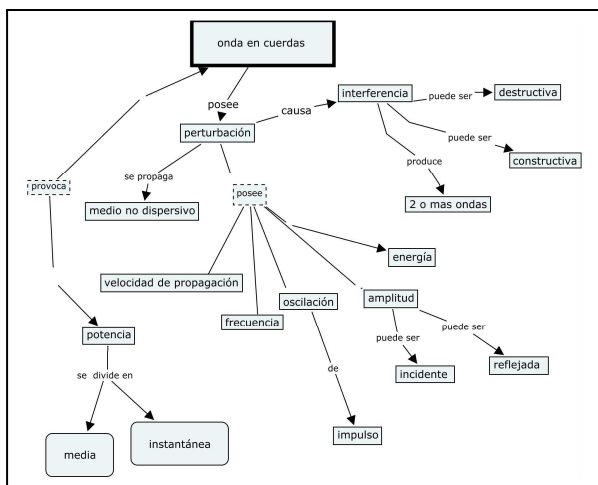 onda en cuerdas
posee
causa
interferencia
puede ser
destructiva
perturbación
puede ser
constructiva
produce
se propaga
provoca
posee
medio no dispersivo
2 o mas ondas
energía
velocidad de propagación
oscilación
amplitud
frecuencia
potencia
puede ser
puede ser
reflejada
se divide en
de
incidente
media
instantánea
impulso